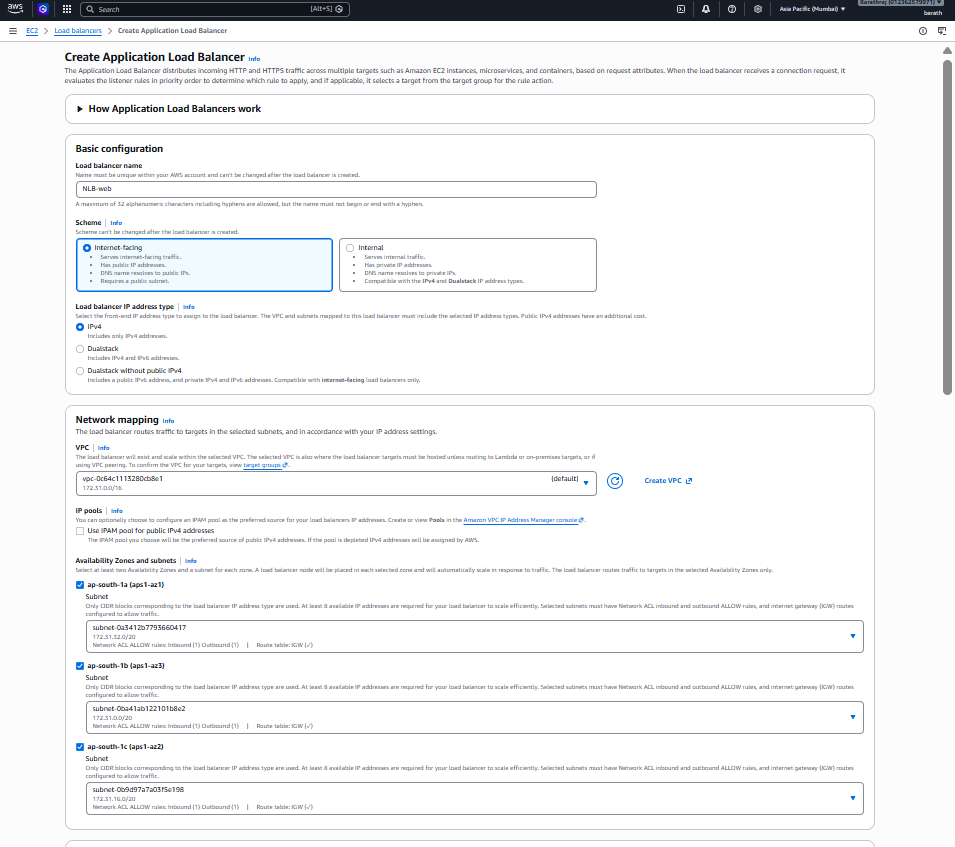 aws
Search
[Alt+S]
Asia Pacific (Mumbai)
barath
EC2
Load balancers
Create Application Load Balancer
Create Application Load Balancer Info
The Application Load Balancer distributes incoming HTTP and HTTPS traffic across multiple targets such as Amazon EC2 instances, microservices, and containers, based on request attributes. When the load balancer receives a connection request, it
evaluates the listener rules in priority order to determine which rule to apply, and if applicable, it selects a target from the target group for the rule action.
How Application Load Balancers work
Basic configuration
Load balancer name
Name must be unique within your AWS account and can't be changed after the load balancer is created.
NLB-web
A maximum of 32 alphanumeric characters including hyphens are allowed, but the name must not begin or end with a hyphen.
Scheme | Info
Scheme can't be changed after the load balancer is created.
Internet-facing
• Serves internet-facing traffic.
• Has public IP addresses.
• DNS name resolves to public IPs.
• Requires a public subnet.
Internal
• Serves internal traffic.
• Has private IP addresses.
• DNS name resolves to private IPs.
• Compatible with the IPv4 and Dualstack IP address types.
Load balancer IP address type | Info
Select the front-end IP address type to assign to the load balancer. The VPC and subnets mapped to this load balancer must include the selected IP address types. Public IPv4 addresses have an additional cost.
IPv4
Includes only IPv4 addresses.
Dualstack
Includes IPv4 and IPv6 addresses.
Dualstack without public IPv4
Includes a public IPv6 address, and private IPv4 and IPv6 addresses. Compatible with internet-facing load balancers only.
Network mapping Info
The load balancer routes traffic to targets in the selected subnets, and in accordance with your IP address settings.
VPC | Info
The load balancer will exist and scale within the selected VPC. The selected VPC is also where the load balancer targets must be hosted unless routing to Lambda or on-premises targets, or if
using VPC peering. To confirm the VPC for your targets, view target groups.
vpc-0c64c1113280cb8e1 (default)
172.31.0.0/16
Create VPC
IP pools | Info
You can optionally choose to configure an IPAM pool as the preferred source for your load balancers IP addresses. Create or view Pools in the Amazon VPC IP Address Manager console.
Use IPAM pool for public IPv4 addresses
The IPAM pool you choose will be the preferred source of public IPv4 addresses. If the pool is depleted IPv4 addresses will be assigned by AWS.
Availability Zones and subnets | Info
Select at least two Availability Zones and a subnet for each zone. A load balancer node will be placed in each selected zone and will automatically scale in response to traffic. The load balancer routes traffic to targets in the selected Availability Zones only.
ap-south-1a (aps1-az1)
Subnet
Only CIDR blocks corresponding to the load balancer IP address type are used. At least 8 available IP addresses are required for your load balancer to scale efficiently. Selected subnets must have Network ACL inbound and outbound ALLOW rules, and internet gateway (IGW) routes
configured to allow traffic.
subnet-0a3412b7793660417
172.31.32.0/20
Network ACL ALLOW rules: Inbound (1) Outbound (1) | Route table: IGW (✓)
ap-south-1b (aps1-az3)
Subnet
Only CIDR blocks corresponding to the load balancer IP address type are used. At least 8 available IP addresses are required for your load balancer to scale efficiently. Selected subnets must have Network ACL inbound and outbound ALLOW rules, and internet gateway (IGW) routes
configured to allow traffic.
subnet-0ba41ab122101b8e2
172.31.0.0/20
Network ACL ALLOW rules: Inbound (1) Outbound (1) | Route table: IGW (✓)
ap-south-1c (aps1-az2)
Subnet
Only CIDR blocks corresponding to the load balancer IP address type are used. At least 8 available IP addresses are required for your load balancer to scale efficiently. Selected subnets must have Network ACL inbound and outbound ALLOW rules, and internet gateway (IGW) routes
configured to allow traffic.
subnet-0b9d97a7a03f5e198
172.31.16.0/20
Network ACL ALLOW rules: Inbound (1) Outbound (1) | Route table: IGW (✓)